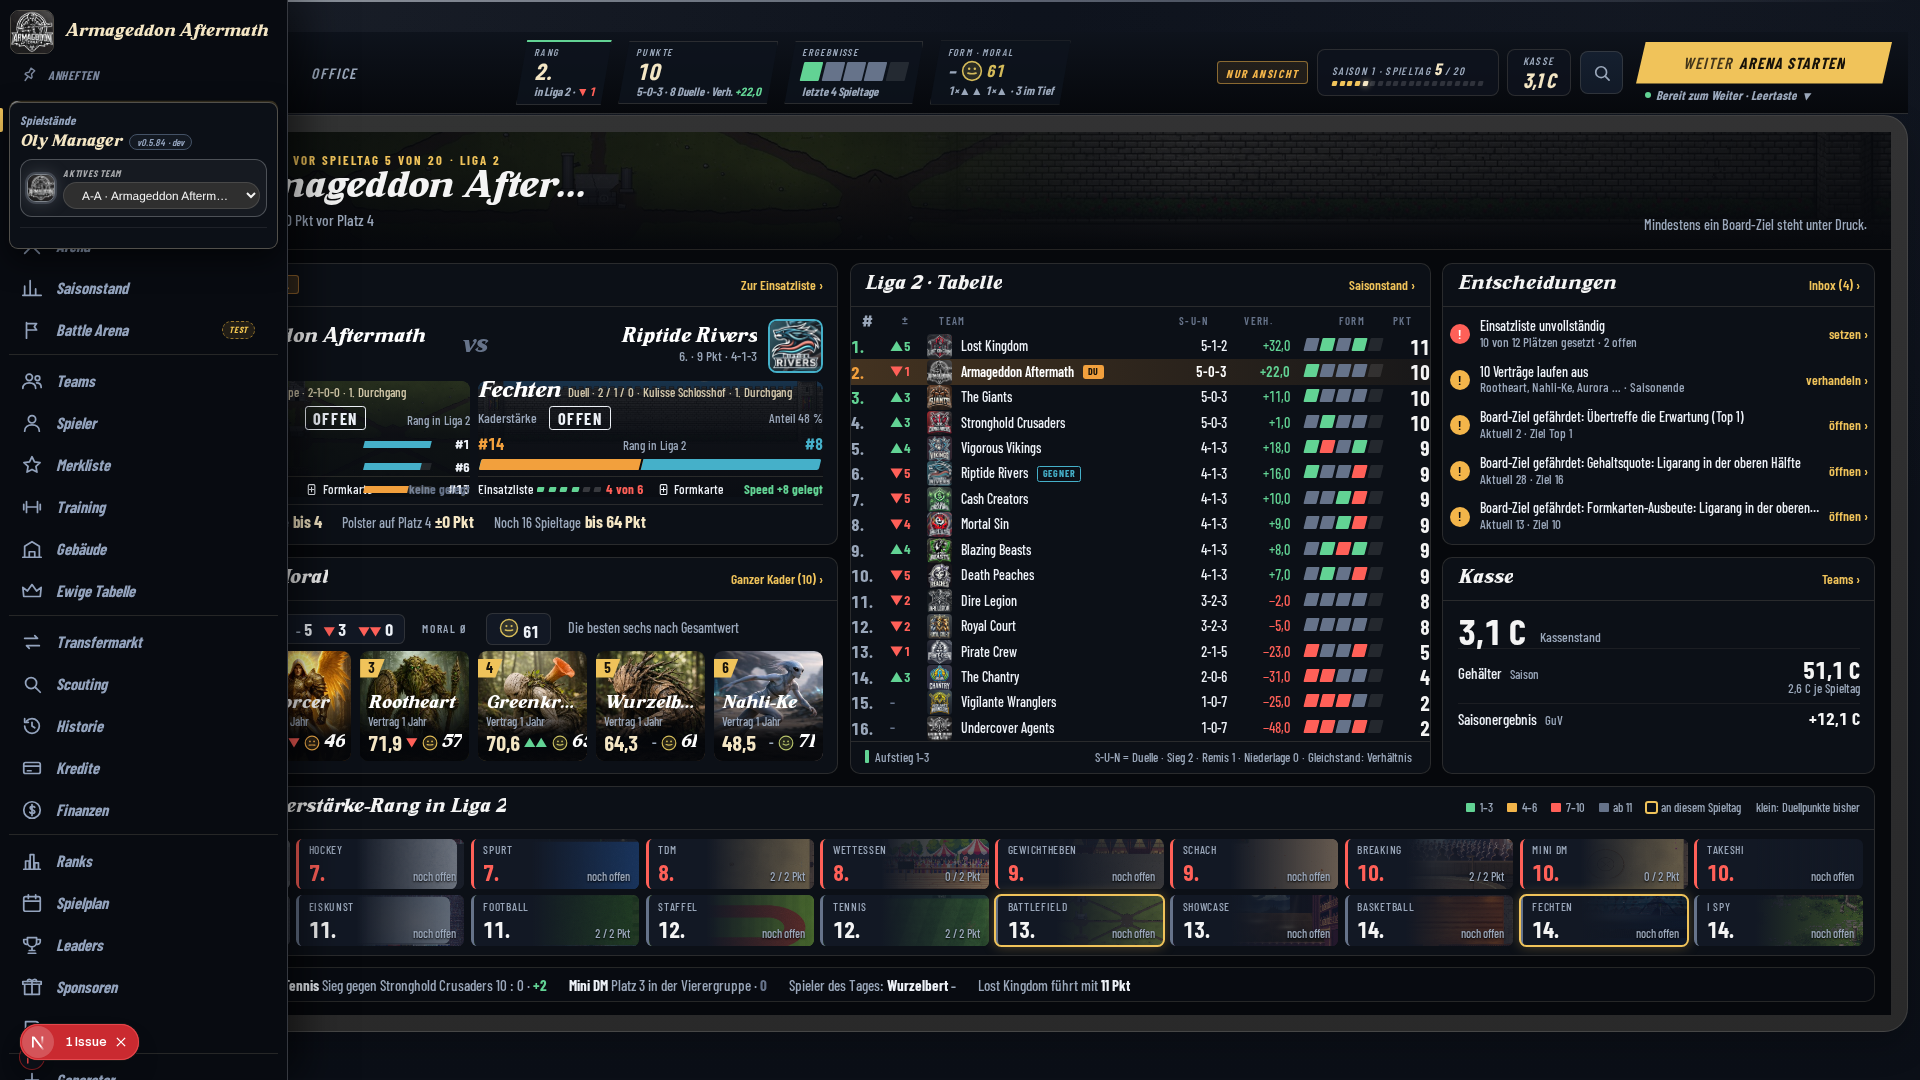 Armageddon Aftermath
ANHEFTEN
Spielstände
Oly Manager v0.5.84 · dev
AKTIVES TEAM
A-A · Armageddon Afterm…
Arena
Saisonstand
Battle Arena TEST
Teams
Spieler
Merkliste
Training
Gebäude
Ewige Tabelle
Transfermarkt
Scouting
Historie
Kredite
Finanzen
Ranks
Spielplan
Leaders
Sponsoren
1 Issue
OFFICE
RANG
2.
in Liga 2 · ▼ 1
PUNKTE
10
5-0-3 · 8 Duelle · Verh. +22,0
ERGEBNISSE
letzte 4 Spieltage
FORM · MORAL
– 61
1×▲▲ 1×▲ · 3 im Tief
NUR ANSICHT
SAISON 1 · SPIELTAG 5 / 20
KASSE
3,1 C
WEITER ARENA STARTEN
Bereit zum Weiter · Leertaste ▼
VOR SPIELTAG 5 VON 20 · LIGA 2
mageddon After…
0 Pkt vor Platz 4
Mindestens ein Board-Ziel steht unter Druck.
Zur Einsatzliste ›
don Aftermath
VS
Riptide Rivers
6. · 9 Pkt · 4-1-3
pe · 2-1-0-0 · 1. Durchgang
OFFEN
Rang in Liga 2
#1
#6
#13
Formkarte
Fechten Duell · 2 / 1 / 0 · Kulisse Schlosshof · 1. Durchgang
Kaderstärke OFFEN Anteil 48 %
#14 Rang in Liga 2 #8
Einsatzliste 4 von 6 Formkarte Speed +8 gelegt
bis 4 Polster auf Platz 4 ±0 Pkt Noch 16 Spieltage bis 64 Pkt
Moral
Ganzer Kader (10) ›
- 5 ▼3 ▼▼0 MORAL Ø 61 Die besten sechs nach Gesamtwert
orcer
Jahr
▼ 46
3
Rootheart
Vertrag 1 Jahr
71,9 ▼ 57
4
Greenkr…
Vertrag 1 Jahr
70,6 ▲▲
5
Wurzelb…
Vertrag 1 Jahr
64,3 - 61
6
Nahli-Ke
Vertrag 1 Jahr
48,5 - 71
Liga 2 · Tabelle
Saisonstand ›
# ± TEAM S-U-N VERH. FORM PKT
1. ▲5 Lost Kingdom 5-1-2 +32,0 11
2. ▼1 Armageddon Aftermath DU 5-0-3 +22,0 10
3. ▲3 The Giants 5-0-3 +11,0 10
4. ▲3 Stronghold Crusaders 5-0-3 +1,0 10
5. ▲4 Vigorous Vikings 4-1-3 +18,0 9
6. ▼5 Riptide Rivers GEGNER 4-1-3 +16,0 9
7. ▼5 Cash Creators 4-1-3 +10,0 9
8. ▼4 Mortal Sin 4-1-3 +9,0 9
9. ▲4 Blazing Beasts 4-1-3 +8,0 9
10. ▼5 Death Peaches 4-1-3 +7,0 9
11. ▼2 Dire Legion 3-2-3 –2,0 8
12. ▼2 Royal Court 3-2-3 –5,0 8
13. ▼1 Pirate Crew 2-1-5 –23,0 5
14. ▲3 The Chantry 2-0-6 –31,0 4
15. - Vigilante Wranglers 1-0-7 –25,0 2
16. - Undercover Agents 1-0-7 –48,0 2
Aufstieg 1–3
S-U-N = Duelle · Sieg 2 · Remis 1 · Niederlage 0 · Gleichstand: Verhältnis
Entscheidungen
Inbox (4) ›
Einsatzliste unvollständig
10 von 12 Plätzen gesetzt · 2 offen
setzen ›
10 Verträge laufen aus
Rootheart, Nahli-Ke, Aurora … · Saisonende
verhandeln ›
Board-Ziel gefährdet: Übertreffe die Erwartung (Top 1)
Aktuell 2 · Ziel Top 1
öffnen ›
Board-Ziel gefährdet: Gehaltsquote: Ligarang in der oberen Hälfte
Aktuell 28 · Ziel 16
öffnen ›
Board-Ziel gefährdet: Formkarten-Ausbeute: Ligarang in der oberen…
Aktuell 13 · Ziel 10
öffnen ›
Kasse
Teams ›
3,1 C Kassenstand
Gehälter Saison 51,1 C
2,6 C je Spieltag
Saisonergebnis GuV +12,1 C
erstärke-Rang in Liga 2
1–3 4–6 7–10 ab 11 an diesem Spieltag klein: Duellpunkte bisher
HOCKEY
7.
noch offen
SPURT
7.
noch offen
TDM
8.
2 / 2 Pkt
WETTESSEN
8.
0 / 2 Pkt
GEWICHTHEBEN
9.
noch offen
SCHACH
9.
noch offen
BREAKING
10.
2 / 2 Pkt
MINI DM
10.
0 / 2 Pkt
TAKESHI
10.
noch offen
EISKUNST
11.
noch offen
FOOTBALL
11.
2 / 2 Pkt
STAFFEL
12.
noch offen
TENNIS
12.
2 / 2 Pkt
BATTLEFIELD
13.
noch offen
SHOWCASE
13.
noch offen
BASKETBALL
14.
noch offen
FECHTEN
14.
noch offen
I SPY
14.
noch offen
Tennis Sieg gegen Stronghold Crusaders 10 : 0 · +2 Mini DM Platz 3 in der Vierergruppe · 0 Spieler des Tages: Wurzelbert – Lost Kingdom führt mit 11 Pkt